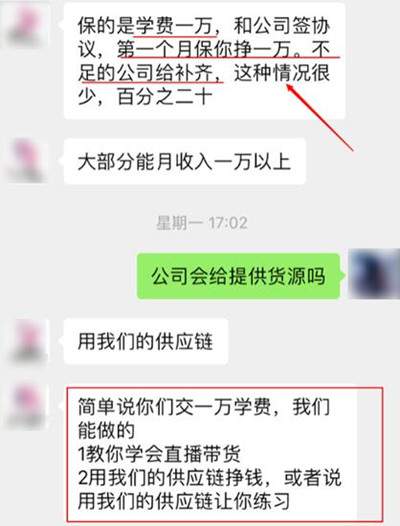 保的是学费一万，和公司签协
议，第一个月保你挣一万。不
足的公司给补齐，这种情况很
少，百分之二十
大部分能月收入一万以上
星期一 17:02
公司会给提供货源吗
用我们的供应链
简单说你们交一万学费，我们
能做的
1教你学会直播带货
2用我们的供应链挣钱，或者说
用我们的供应链让你练习